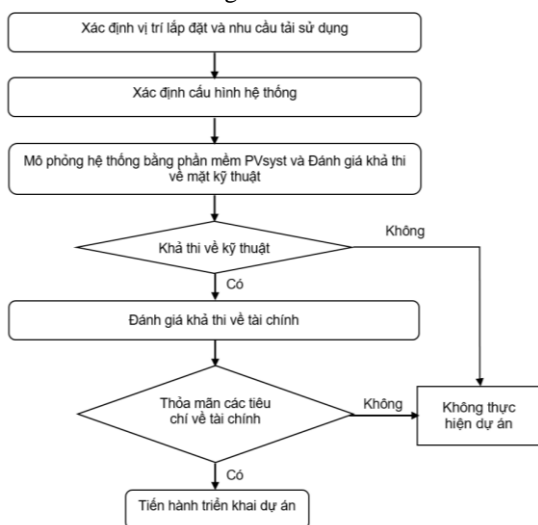 Xác định vị trí lắp đặt và nhu cầu tải sử dụng
Xác định cấu hình hệ thống
Mô phỏng hệ thống bằng phần mềm PVsyst và Đánh giá khả thi
về mặt kỹ thuật
Khả thi về kỹ thuật
Không
Có
Đánh giá khả thi về tài chính
Thỏa mãn các tiêu
chí về tài chính
Không
Không thực
hiện dự án
Có
Tiến hành triển khai dự án